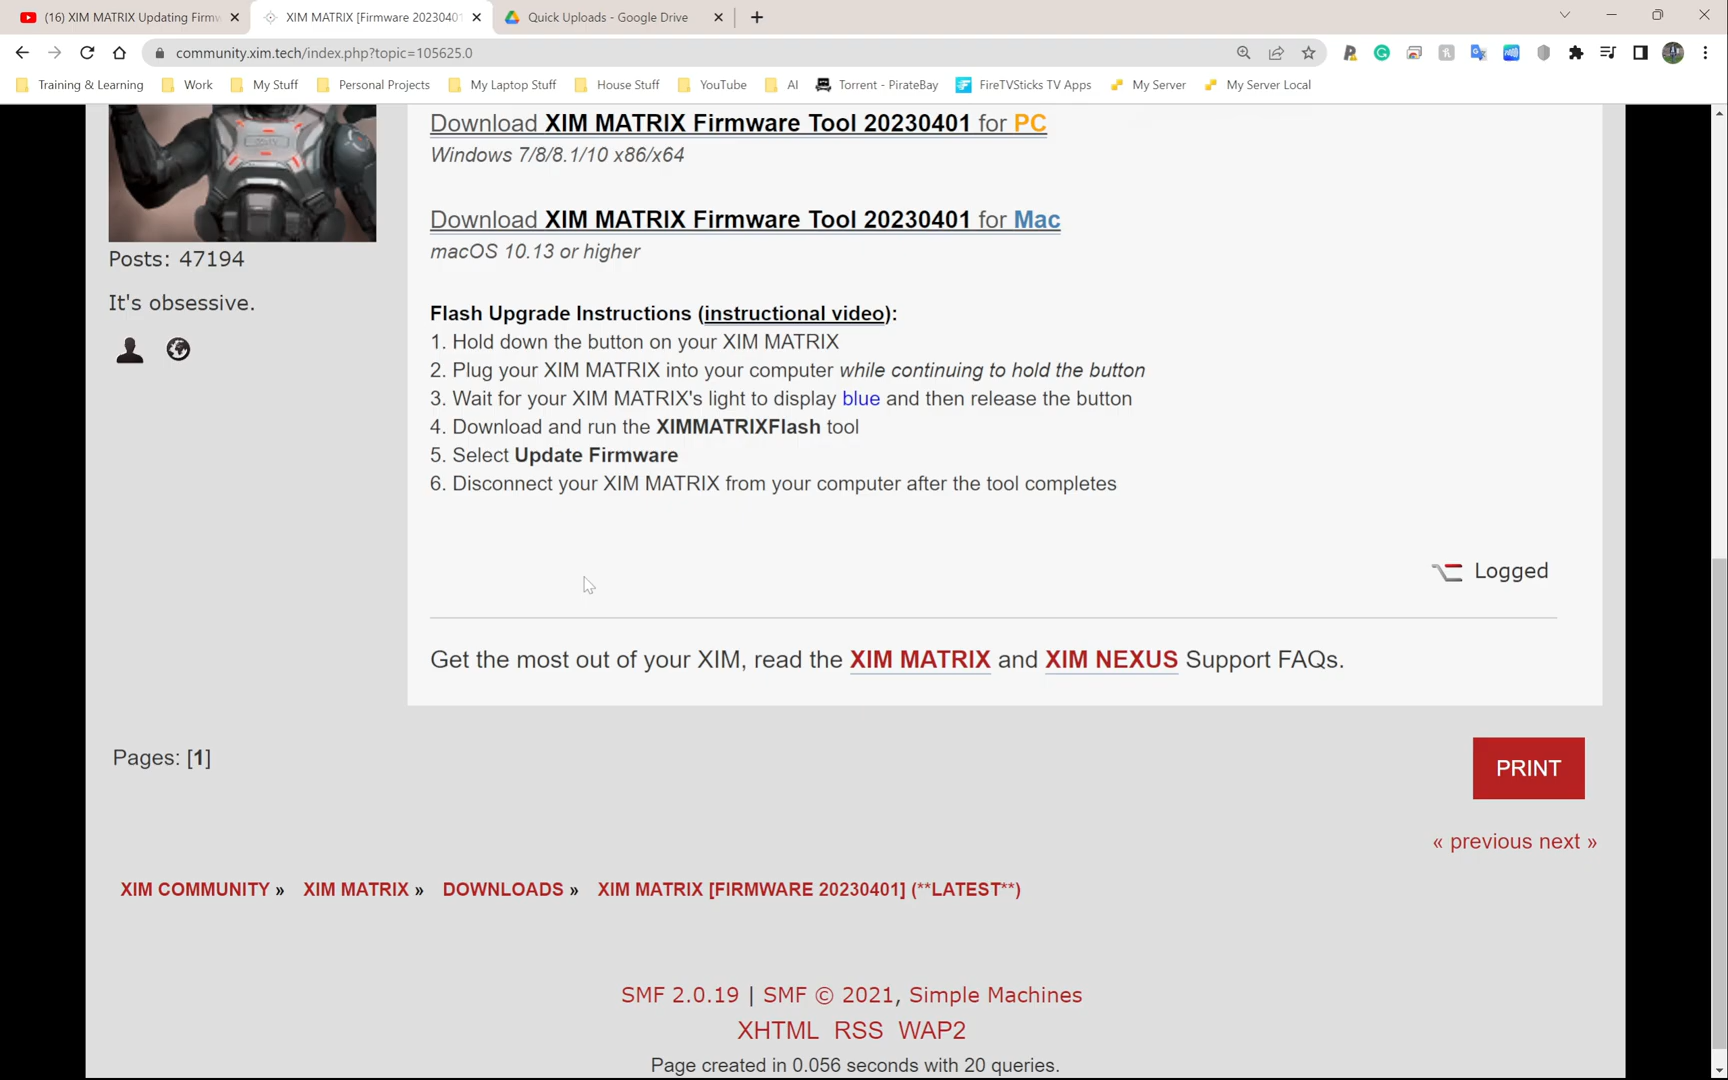 (16) XIM MATRIX Updating Firmw
XIM MATRIX [Firmware 20230401]
Quick Uploads - Google Drive
community.xim.tech/index.php?topic=105625.0
Training & Learning
Work
My Stuff
Personal Projects
My Laptop Stuff
House Stuff
YouTube
AI
Torrent - PirateBay
FireTVSticks TV Apps
My Server
My Server Local
Download XIM MATRIX Firmware Tool 20230401 for PC
Windows 7/8/8.1/10 x86/x64
Download XIM MATRIX Firmware Tool 20230401 for Mac
macOS 10.13 or higher
Posts: 47194
It's obsessive.
Flash Upgrade Instructions (instructional video):
1. Hold down the button on your XIM MATRIX
2. Plug your XIM MATRIX into your computer while continuing to hold the button
3. Wait for your XIM MATRIX's light to display blue and then release the button
4. Download and run the XIMMATRIXFlash tool
5. Select Update Firmware
6. Disconnect your XIM MATRIX from your computer after the tool completes
Logged
Get the most out of your XIM, read the XIM MATRIX and XIM NEXUS Support FAQs.
Pages: [1]
PRINT
« previous next »
XIM COMMUNITY » XIM MATRIX » DOWNLOADS » XIM MATRIX [FIRMWARE 20230401] (**LATEST**)
SMF 2.0.19 | SMF © 2021, Simple Machines
XHTML RSS WAP2
Page created in 0.056 seconds with 20 queries.